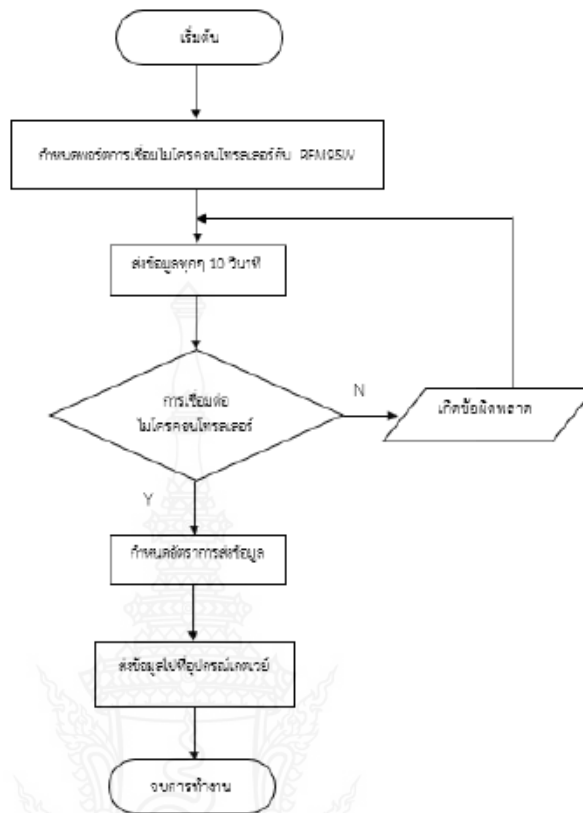 เริ่มต้น
กำหนดพอร์ตการเชื่อมไมโครคอนโทรลเลอร์กับ RFM95W
ส่งข้อมูลทุกๆ 10 วินาที
การเชื่อมต่อ
ไมโครคอนโทรลเลอร์
N
เกิดข้อผิดพลาด
Y
กำหนดอัตราการส่งข้อมูล
ส่งข้อมูลไปที่อุปกรณ์เกตเวย์
จบการทำงาน